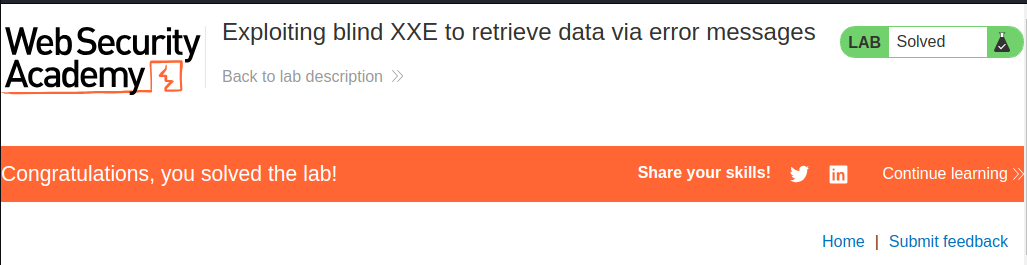 Web Security
Academy
Exploiting blind XXE to retrieve data via error messages
Back to lab description
LAB Solved
Congratulations, you solved the lab!
Share your skills!
Continue learning
Home | Submit feedback